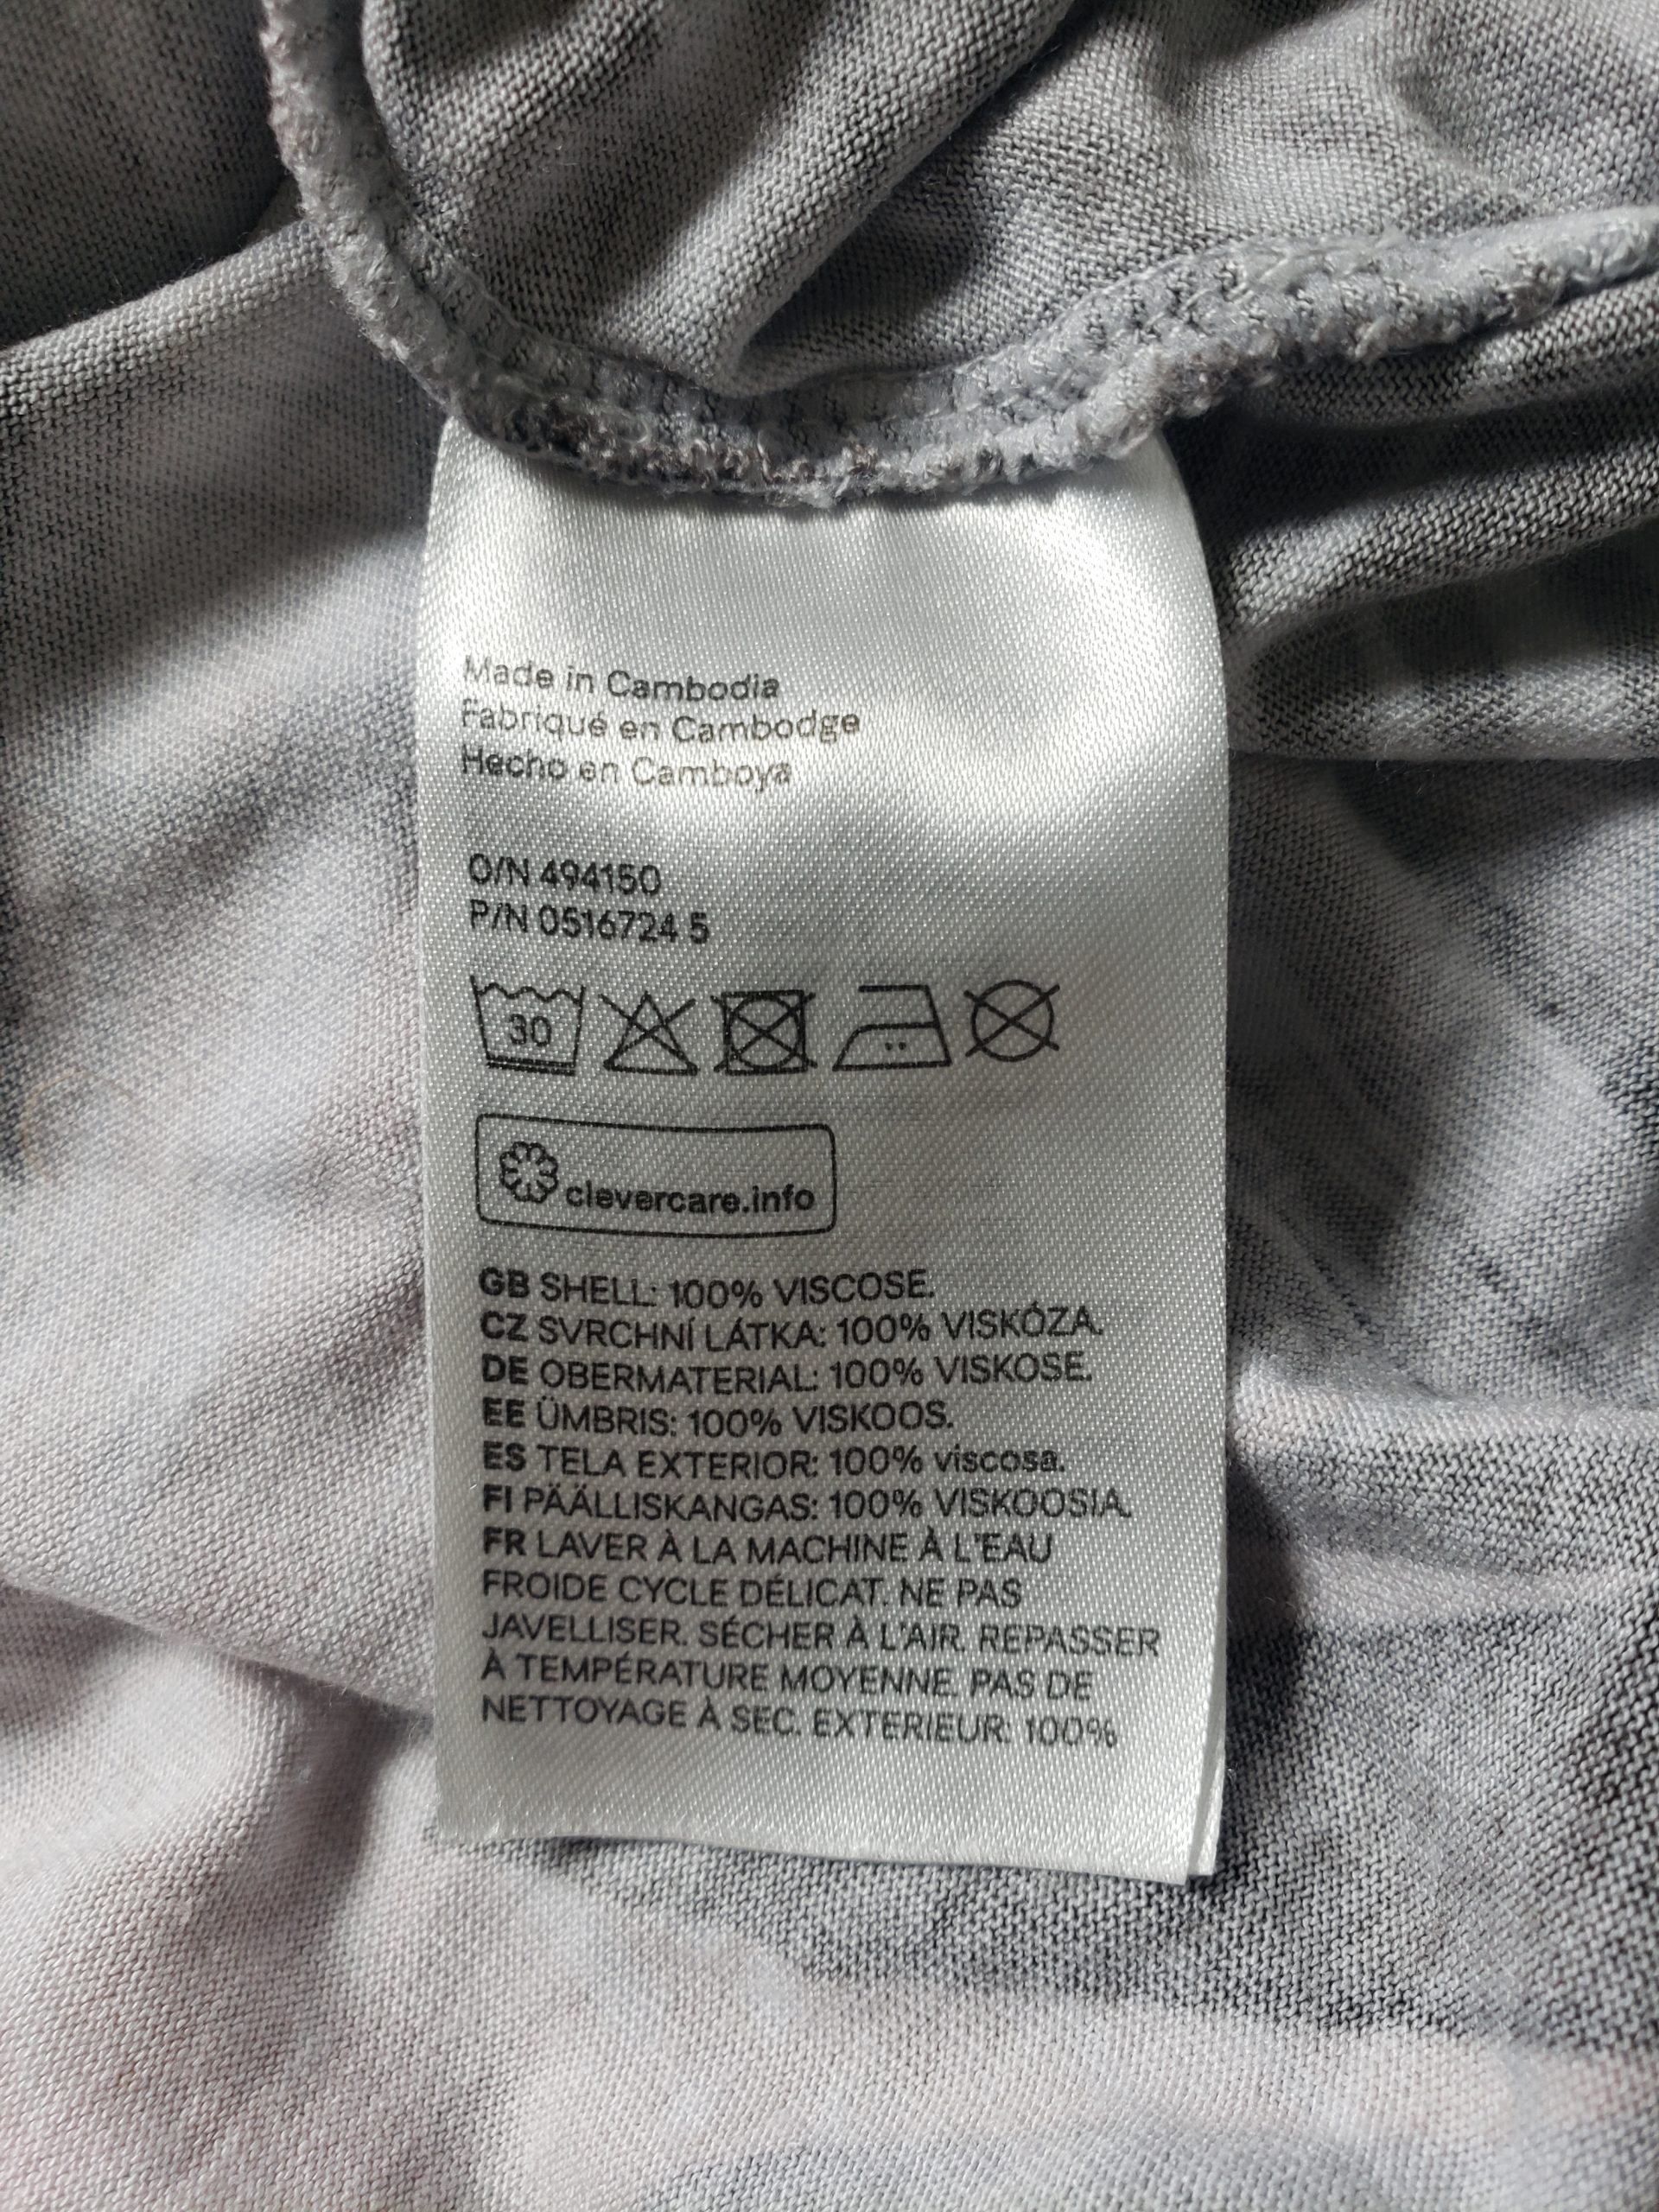 Made in Cambodia
Fabriqué en Cambodge
Hecho en Camboya
O/N 494150
P/N 0516724 5
30
clevercare.info
GB SHELL: 100% VISCOSE.
CZ SVRCHNÍ LÁTKA: 100% VISKÓZA.
DE OBERMATERIAL: 100% VISKOSE.
EE ÜMBRIS: 100% VISKOOS.
ES TELA EXTERIOR: 100% viscosa.
FI PÄÄLLISKANGAS: 100% VISKOOSIA.
FR LAVER À LA MACHINE À L'EAU
FROIDE CYCLE DÉLICAT. NE PAS
JAVELLISER. SÉCHER À L'AIR. REPASSER
À TEMPÉRATURE MOYENNE. PAS DE
NETTOYAGE À SEC. EXTERIEUR: 100%